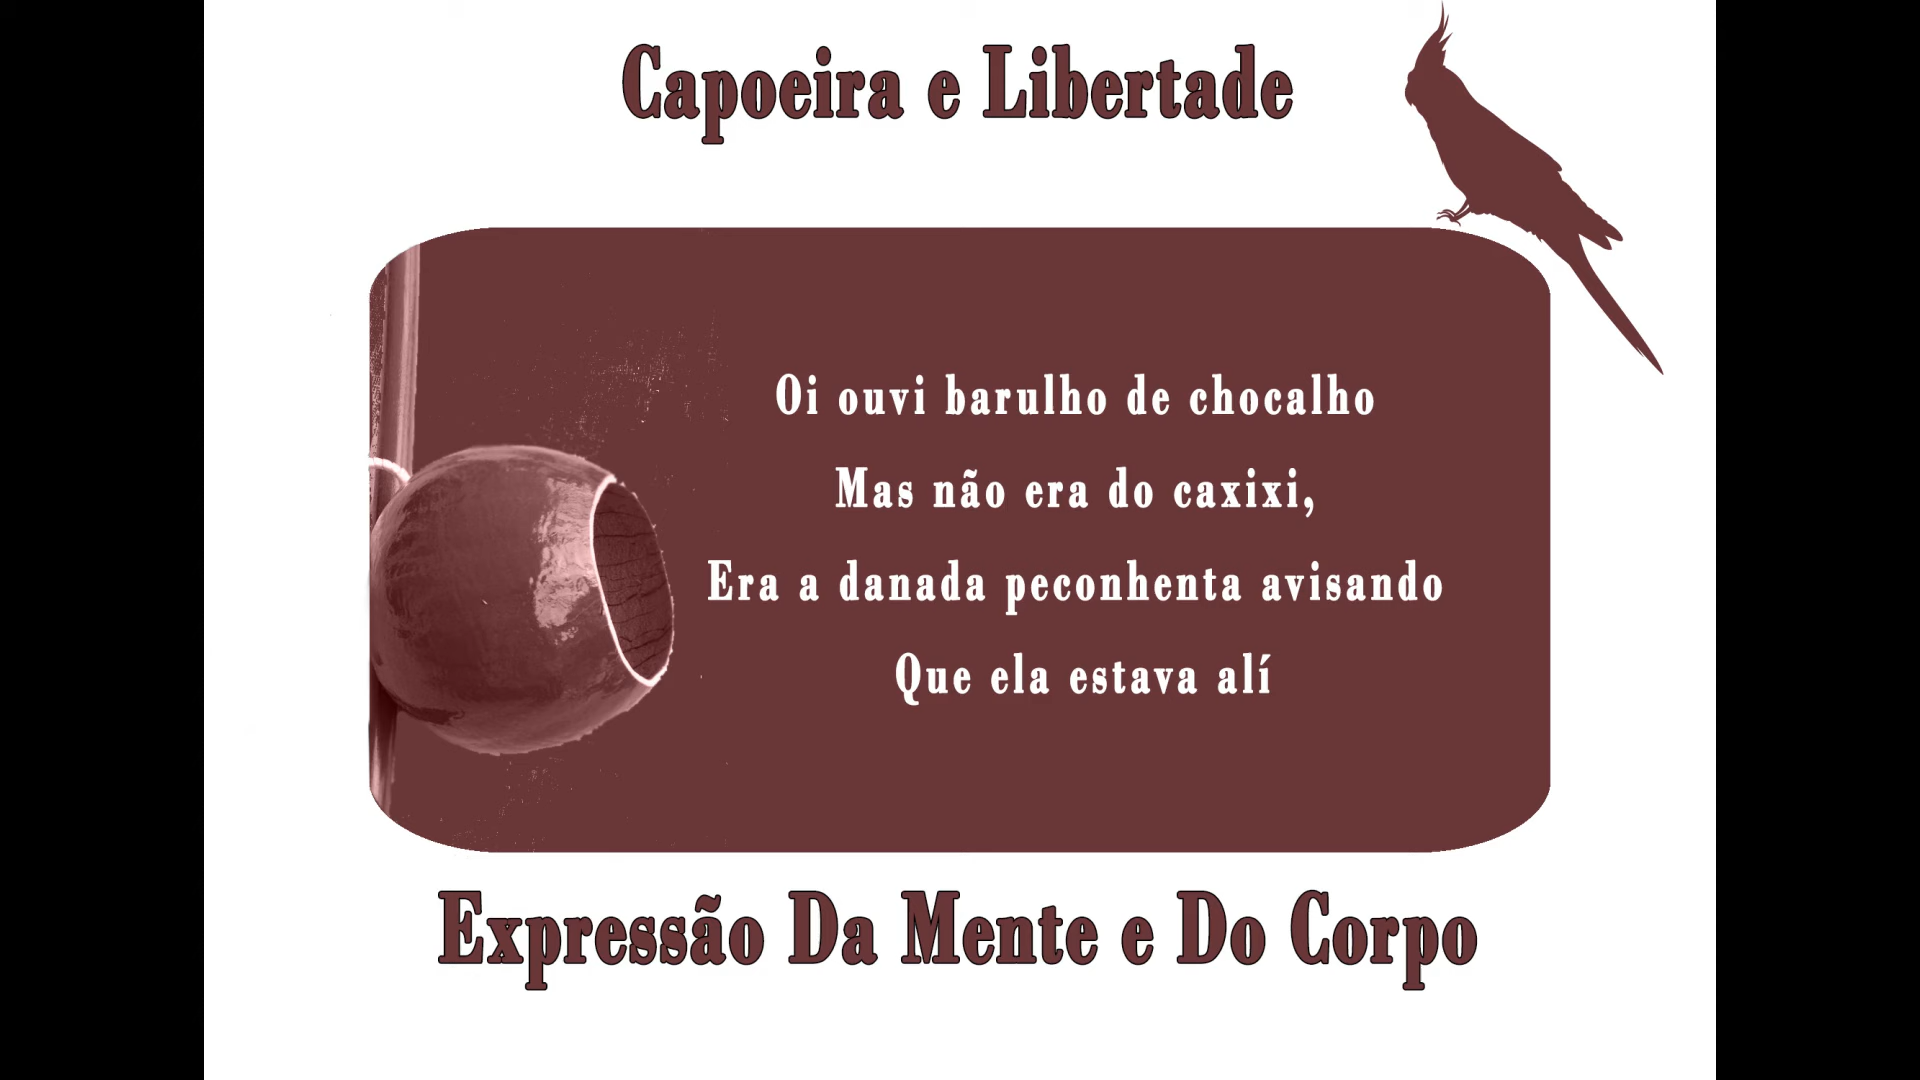 Capoeira e Libertade
Oi ouvi barulho de chocalho
Mas não era do caxixi,
Era a danada peconhenta avisando
Que ela estava alí
Expressão Da Mente e Do Corpo